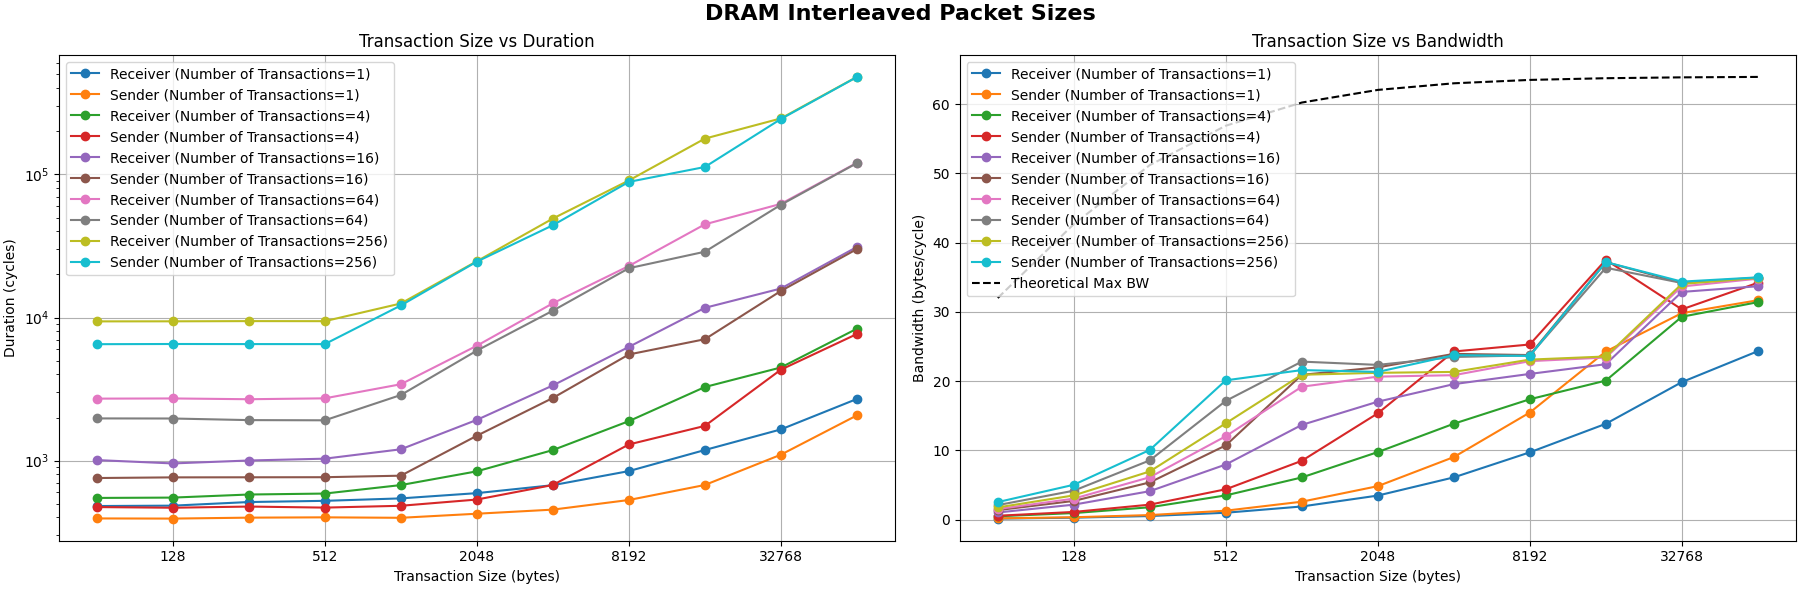 DRAM Interleaved Packet Sizes
Transaction Size vs Duration
Receiver (Number of Transactions=1)
Sender (Number of Transactions=1)
Receiver (Number of Transactions=4)
Sender (Number of Transactions=4)
Receiver (Number of Transactions=16)
Sender (Number of Transactions=16)
Receiver (Number of Transactions=64)
Sender (Number of Transactions=64)
Receiver (Number of Transactions=256)
Sender (Number of Transactions=256)
Duration (cycles)
10⁵
10⁴
10³
128
512
2048
8192
32768
Transaction Size (bytes)
Transaction Size vs Bandwidth
Receiver (Number of Transactions=1)
Sender (Number of Transactions=1)
Receiver (Number of Transactions=4)
Sender (Number of Transactions=4)
Receiver (Number of Transactions=16)
Sender (Number of Transactions=16)
Receiver (Number of Transactions=64)
Sender (Number of Transactions=64)
Receiver (Number of Transactions=256)
Sender (Number of Transactions=256)
Theoretical Max BW
Bandwidth (bytes/cycle)
60
50
40
30
20
10
0
128
512
2048
8192
32768
Transaction Size (bytes)